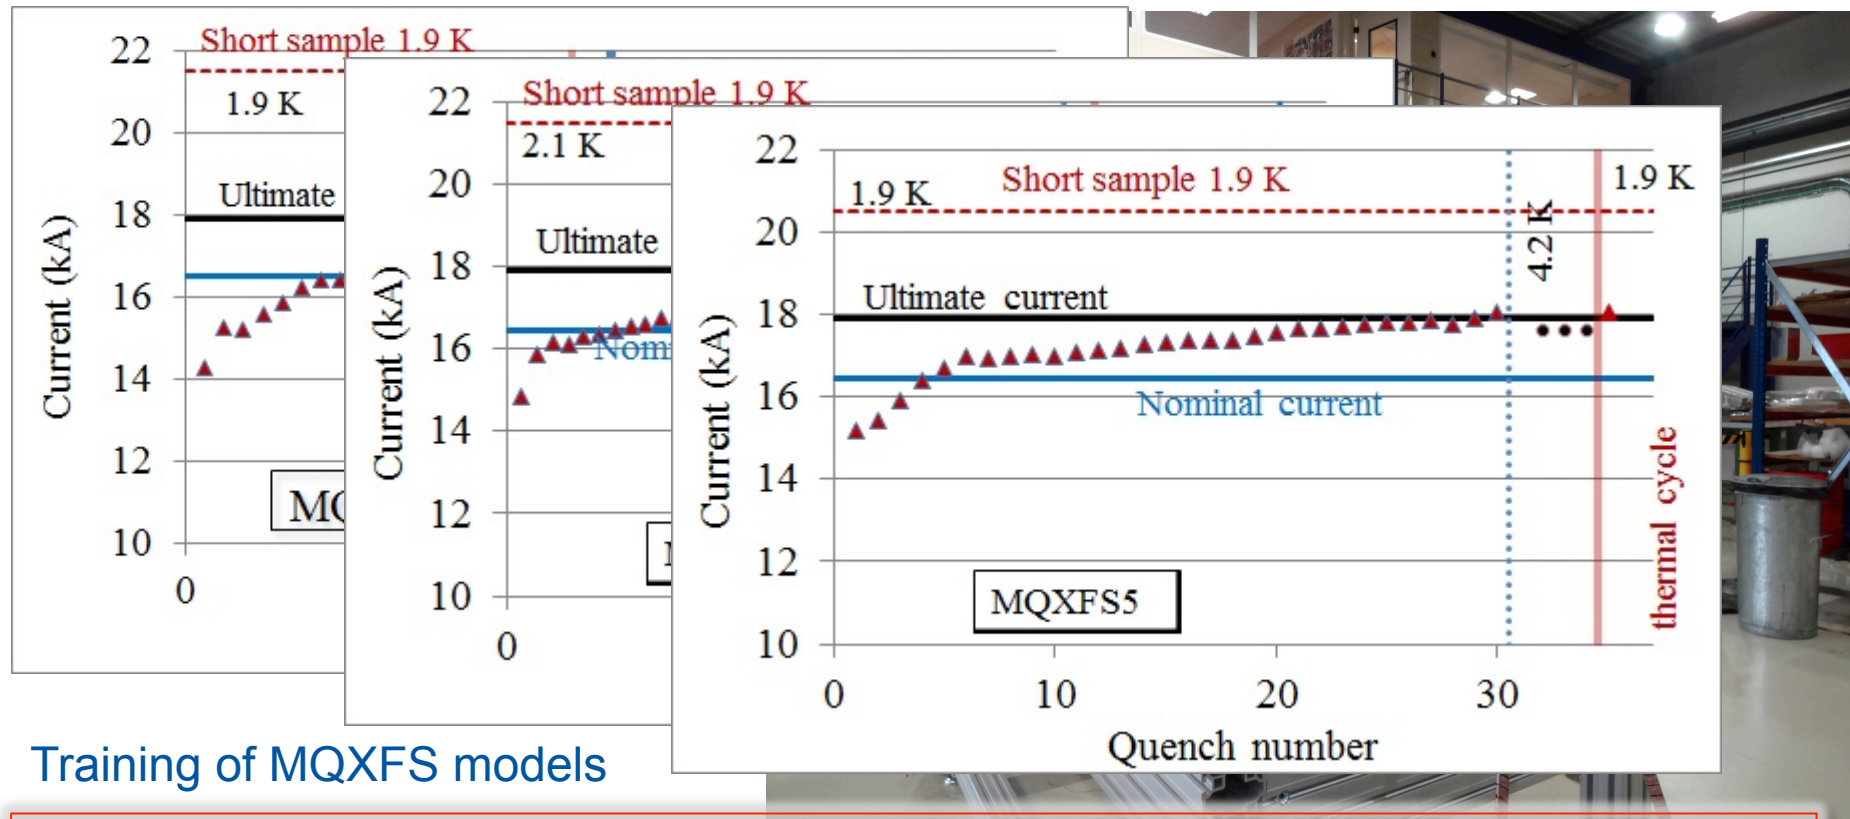 Short sample 1.9 K
1.9 K
Ultimate
22
20
18
16
14
12
10
0
Current (kA)
Short sample 1.9 K
2.1 K
Ultimate
22
20
18
16
14
12
10
0
Current (kA)
1.9 K
Short sample 1.9 K
1.9 K
4.2 K
Ultimate current
Nominal current
thermal cycle
MQXFS5
22
20
18
16
14
12
10
0
10
20
30
Current (kA)
Quench number
Training of MQXFS models